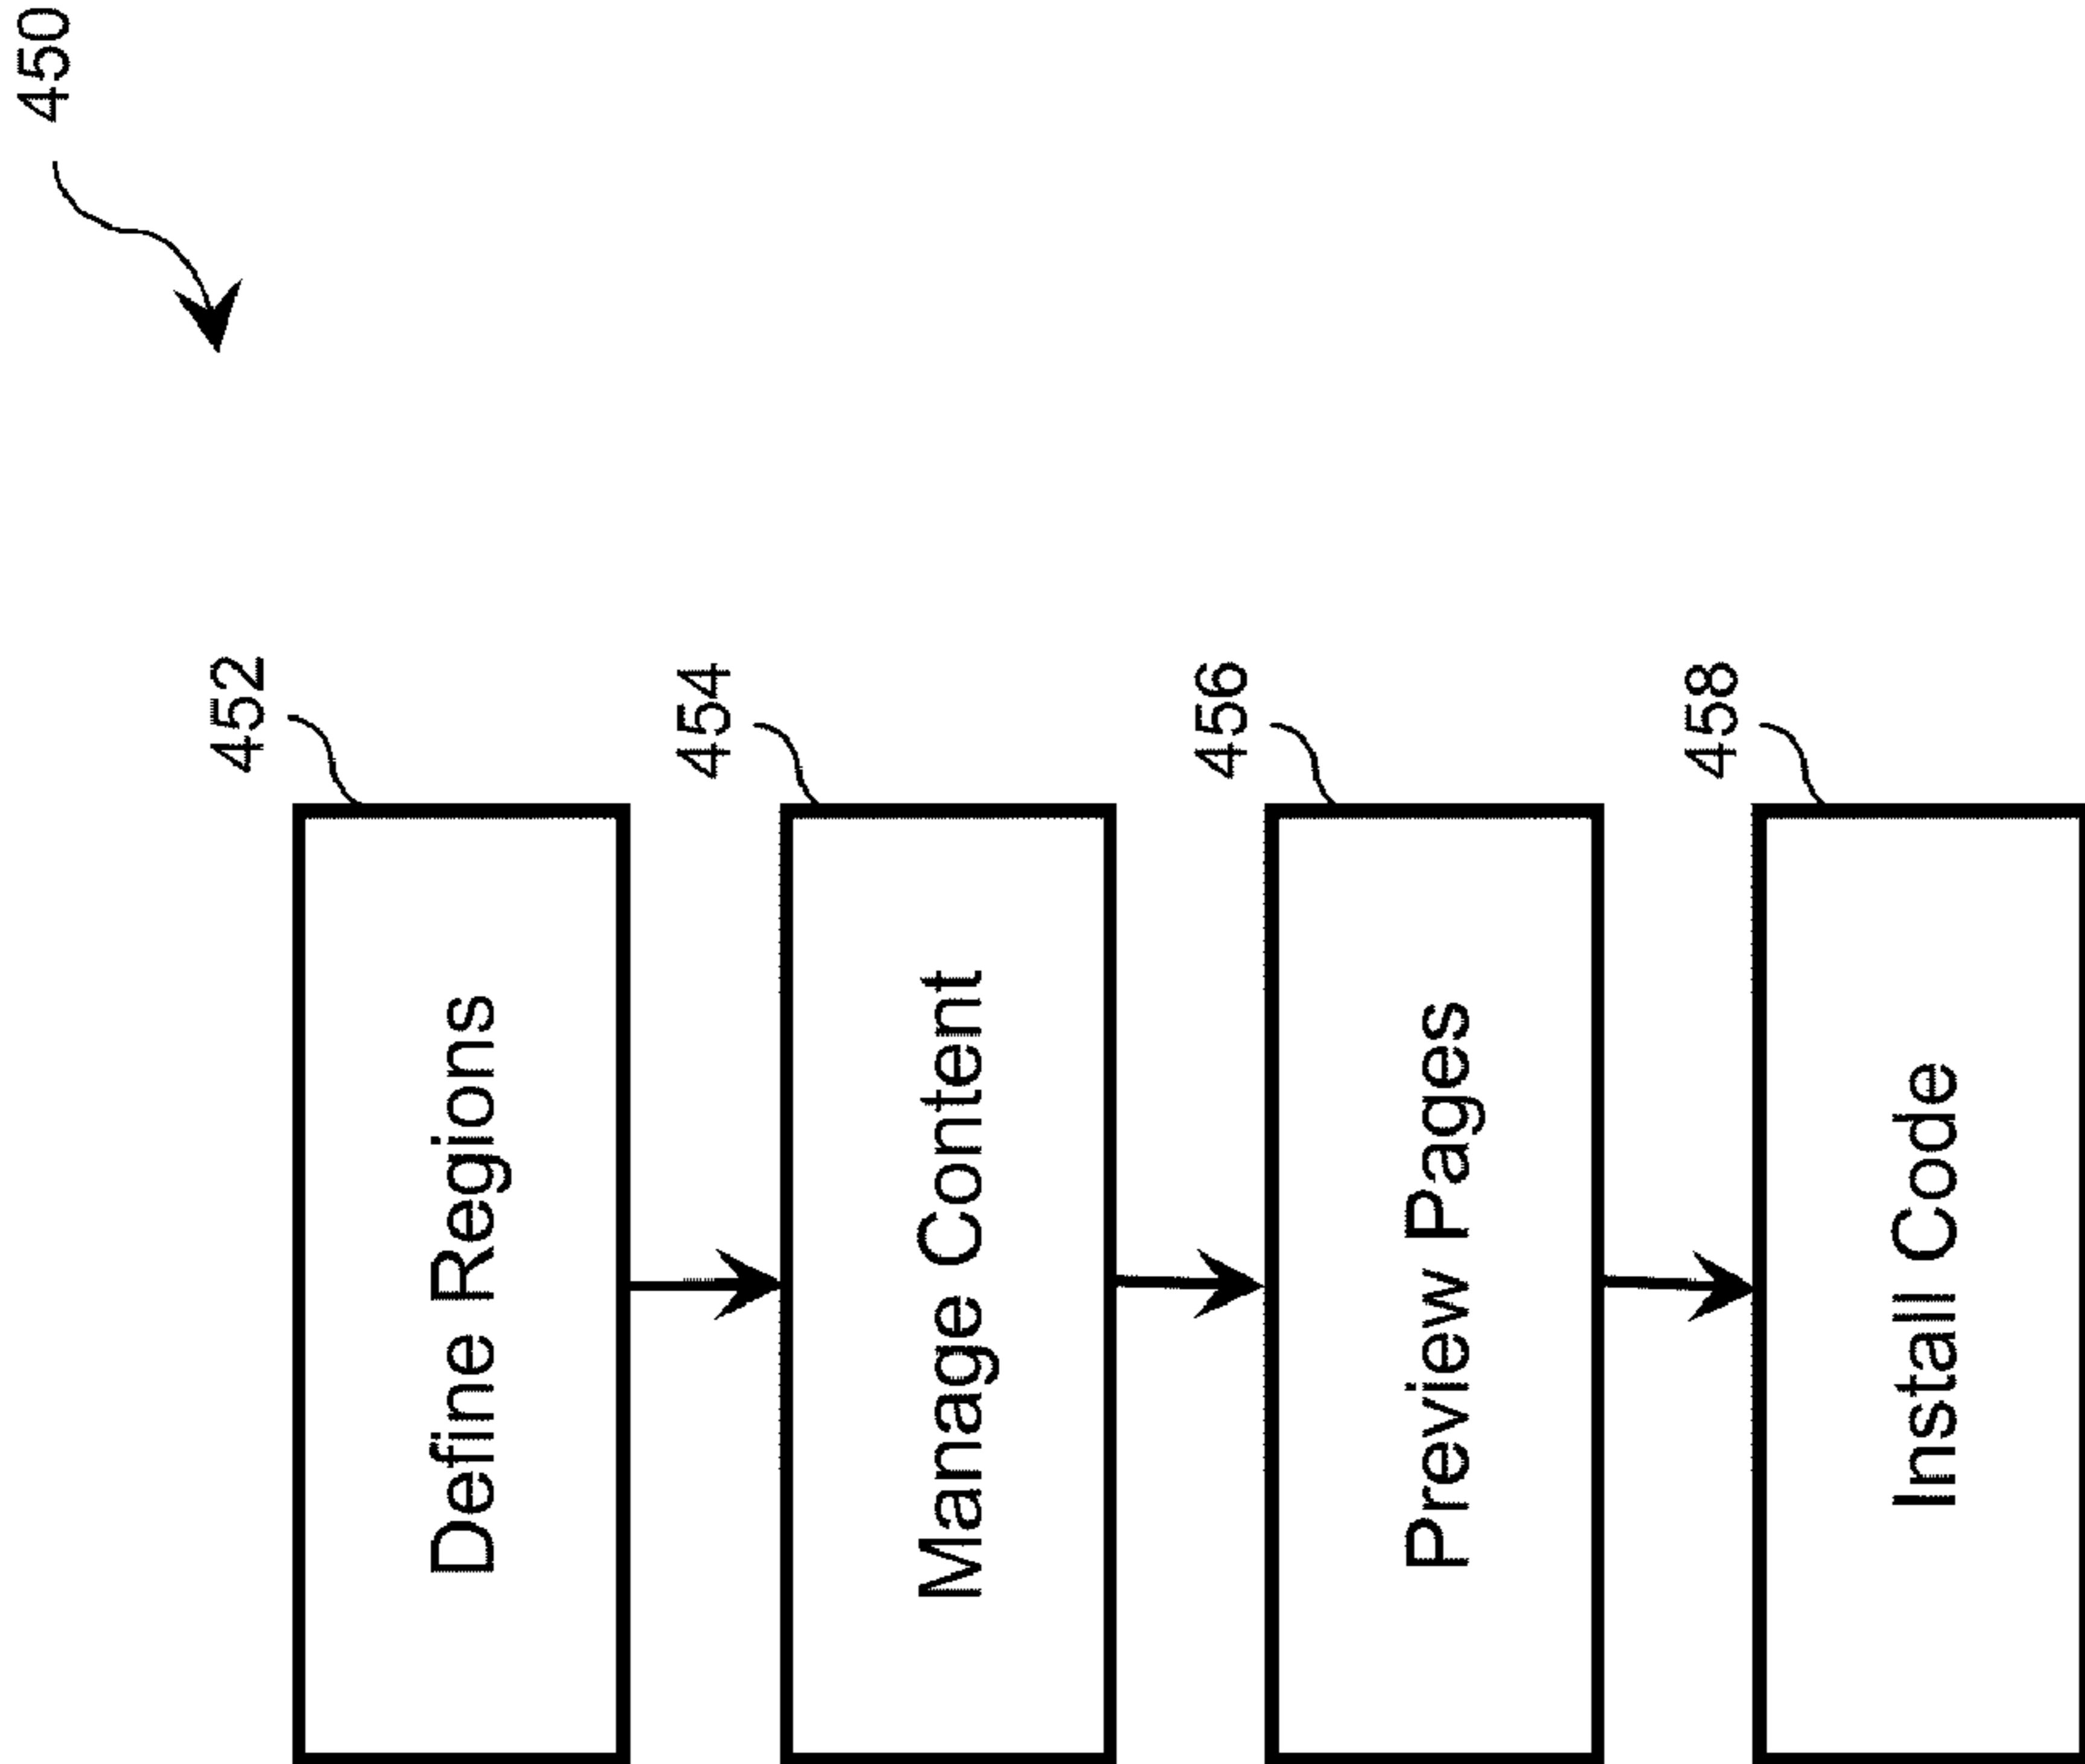 450
452
Define Regions
454
Manage Content
456
Preview Pages
458
Install Code